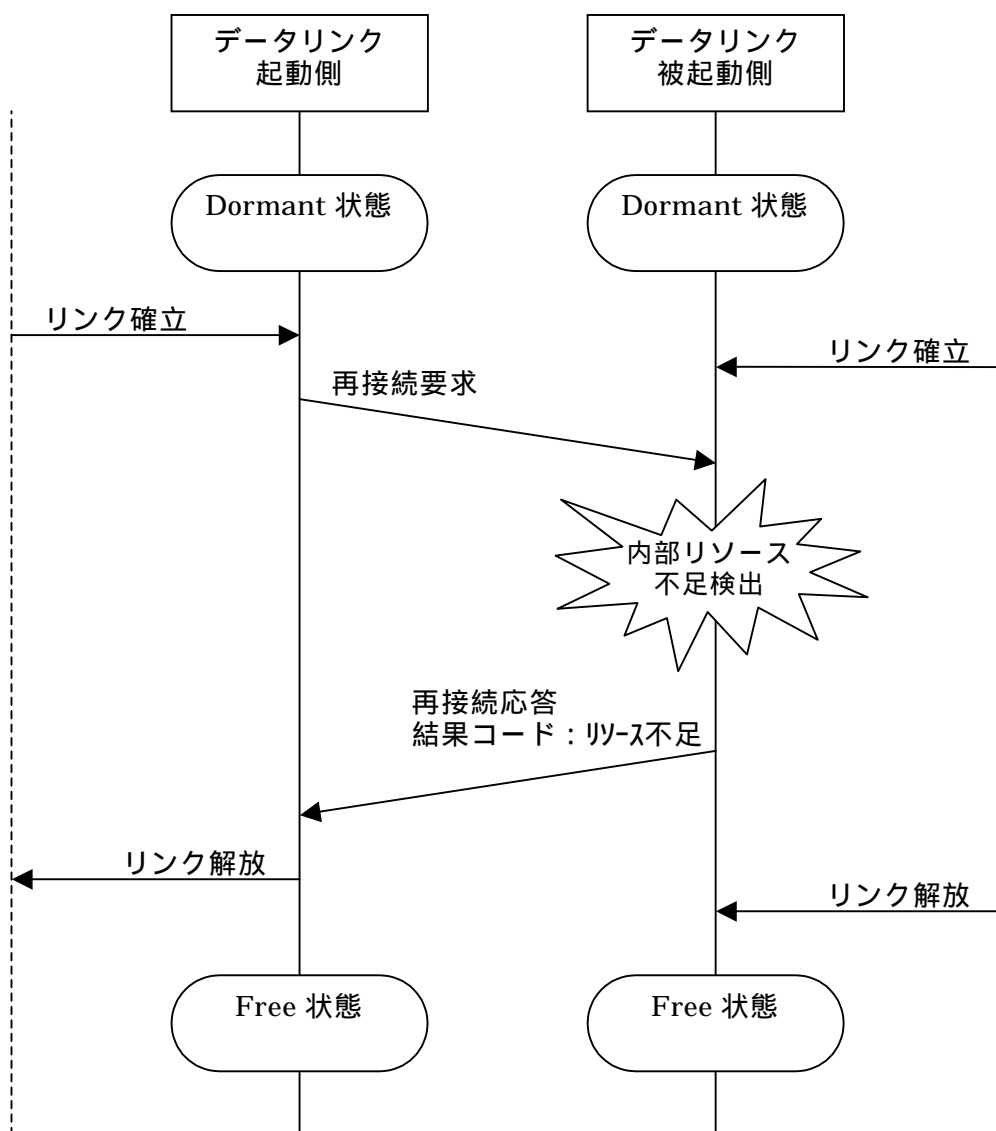 データリンク
起動側
データリンク
被起動側
Dormant 状態
Dormant 状態
リンク確立
リンク確立
再接続要求
内部リソース
不足検出
再接続応答
結果コード：ﾘｿｰｽ不足
リンク解放
リンク解放
Free 状態
Free 状態